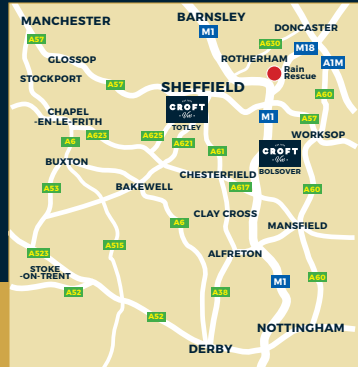 MANCHESTER
BARNSLEY
DONCASTER
A57
M1
A630
M18
GLOSSOP
ROTHERHAM
A1M
Rain
Rescue
STOCKPORT
A57
SHEFFIELD
A60
CROFT
Vets
TOTLEY
CHAPEL
-EN-LE-FRITH
M1
A57
A623
A625
A6
A621
WORKSOP
A61
CROFT
Vets
BOLSOVER
BUXTON
CHESTERFIELD
A53
BAKEWELL
A617
A60
CLAY CROSS
A6
MANSFIELD
A515
A523
ALFRETON
STOKE
-ON-TRENT
M1
A60
A52
A38
A52
NOTTINGHAM
DERBY